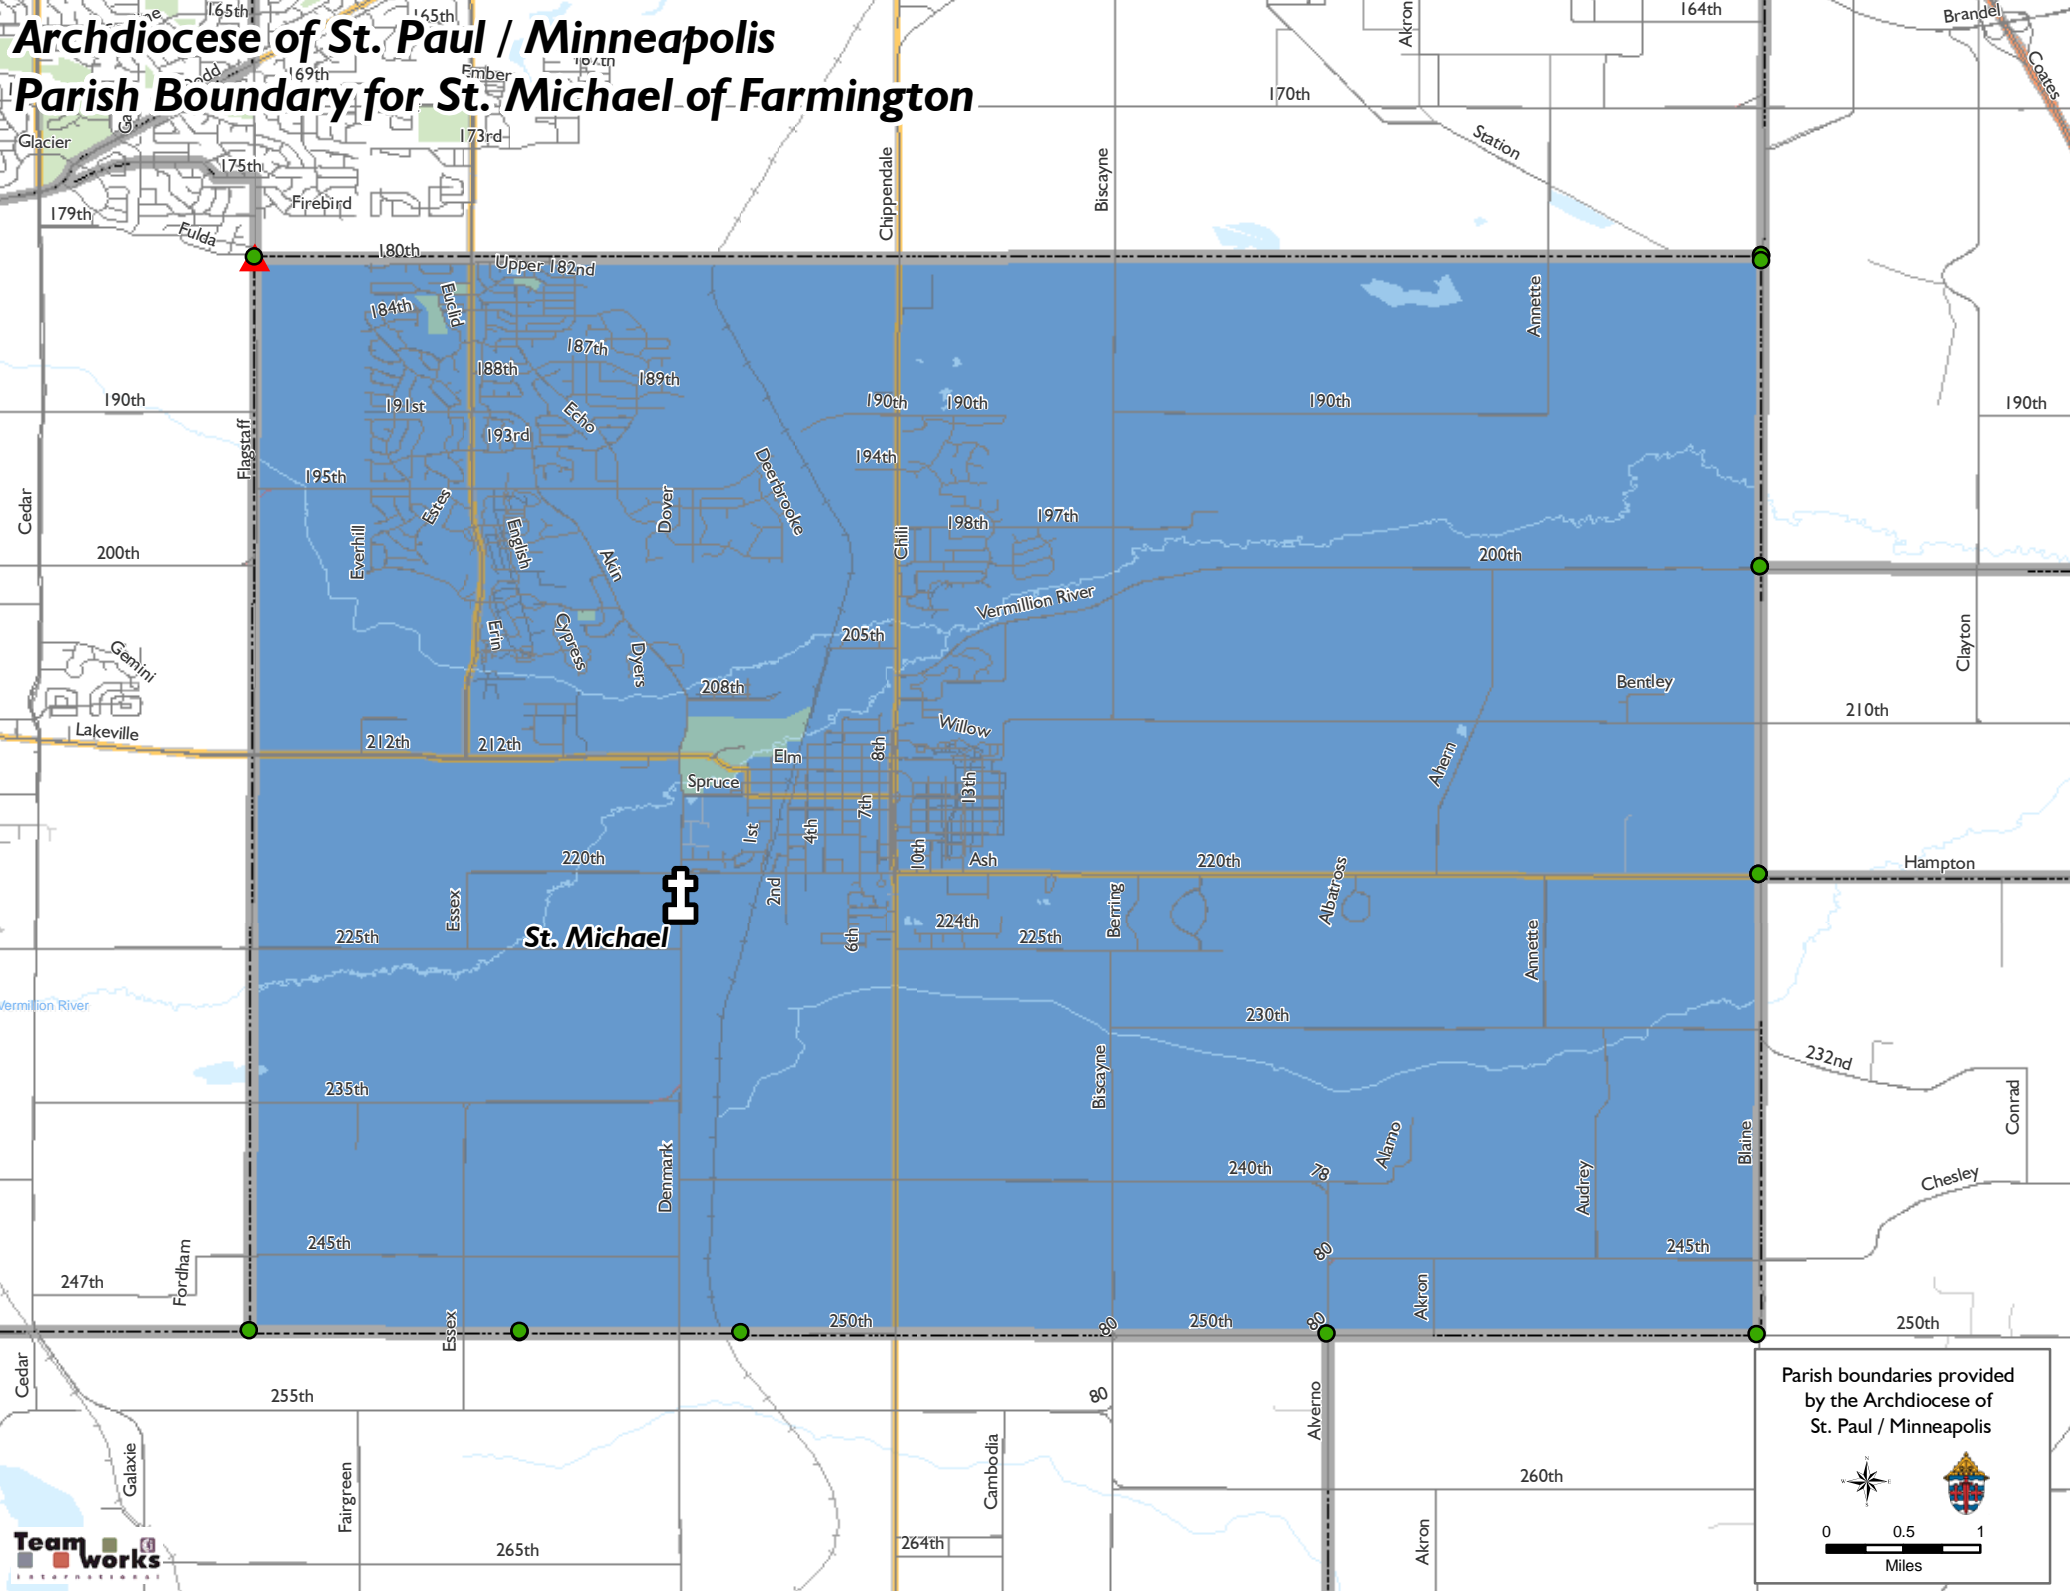 Archdiocese of St. Paul / Minneapolis
Parish Boundary for St. Michael of Farmington
165th
165th
164th
Brandel
Akron
Coates
169th
Ember
167th
170th
Glacier
173rd
Station
175th
Chippendale
Biscayne
179th
Firebird
Fulda
180th
Upper 182nd
184th
Euclid
Annette
187th
188th
189th
190th
191st
Echo
190th
190th
190th
190th
Flagstaff
193rd
194th
195th
Deerbrooke
Cedar
Estes
Dover
English
198th
197th
Everhill
Chili
200th
Akin
200th
Vermillion River
Erin
Cypress
205th
Clayton
Gemini
Dyers
208th
Bentley
210th
Lakeville
212th
212th
Willow
8th
Elm
Ahern
Spruce
13th
7th
1st
4th
220th
10th
Ash
220th
Hampton
Essex
2nd
Berring
Albatross
St. Michael
225th
6th
224th
225th
Annette
Vermillion River
230th
232nd
235th
Biscayne
Conrad
Blaine
Denmark
240th
78
Alamo
Audrey
Chesley
Fordham
245th
80
245th
247th
Akron
Essex
250th
80
250th
80
250th
Cedar
255th
80
Alverno
Galaxie
Fairgreen
Cambodia
260th
Akron
264th
265th
Parish boundaries provided
by the Archdiocese of
St. Paul / Minneapolis
N
W
E
S
0 0.5 1
Miles
Team
works
international